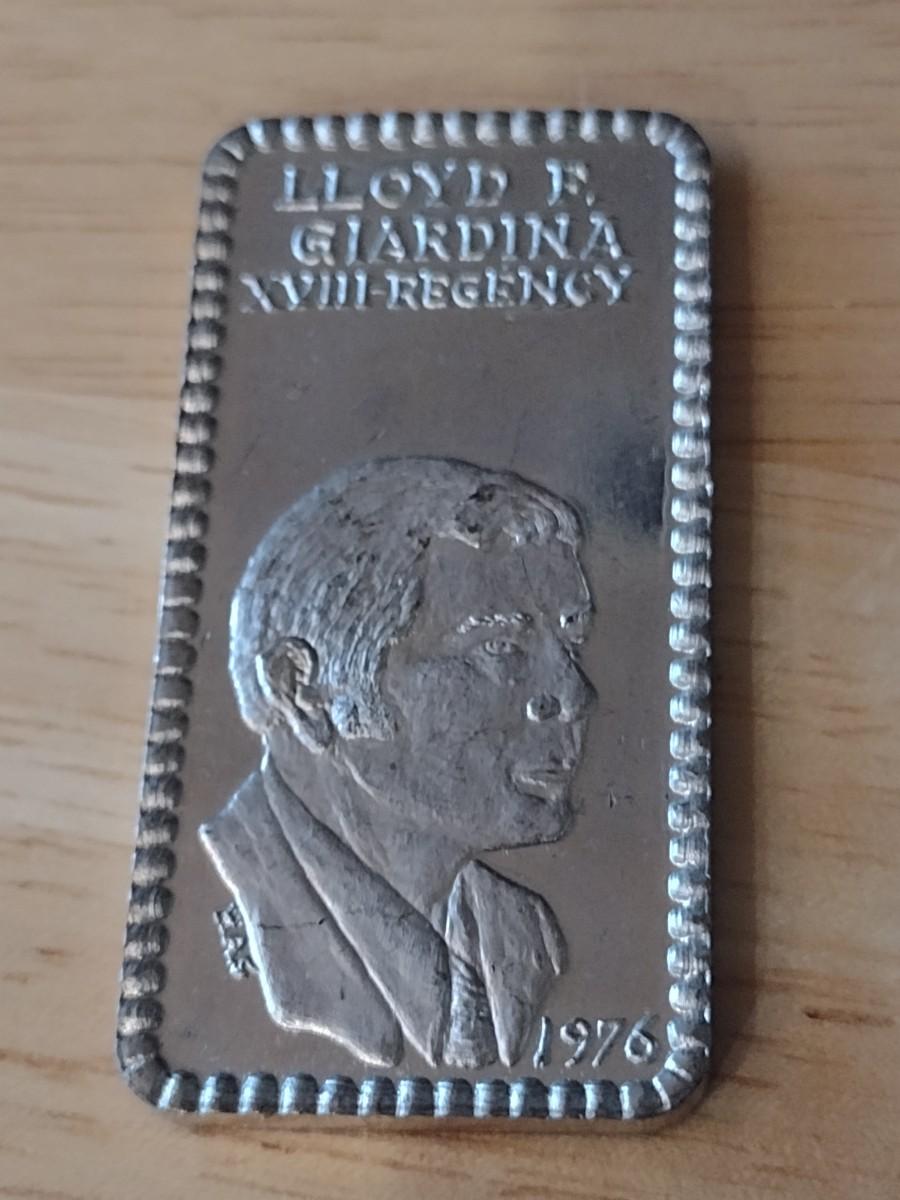 LLOYD F.
GIARDINA
XVIII-REGENCY
1976